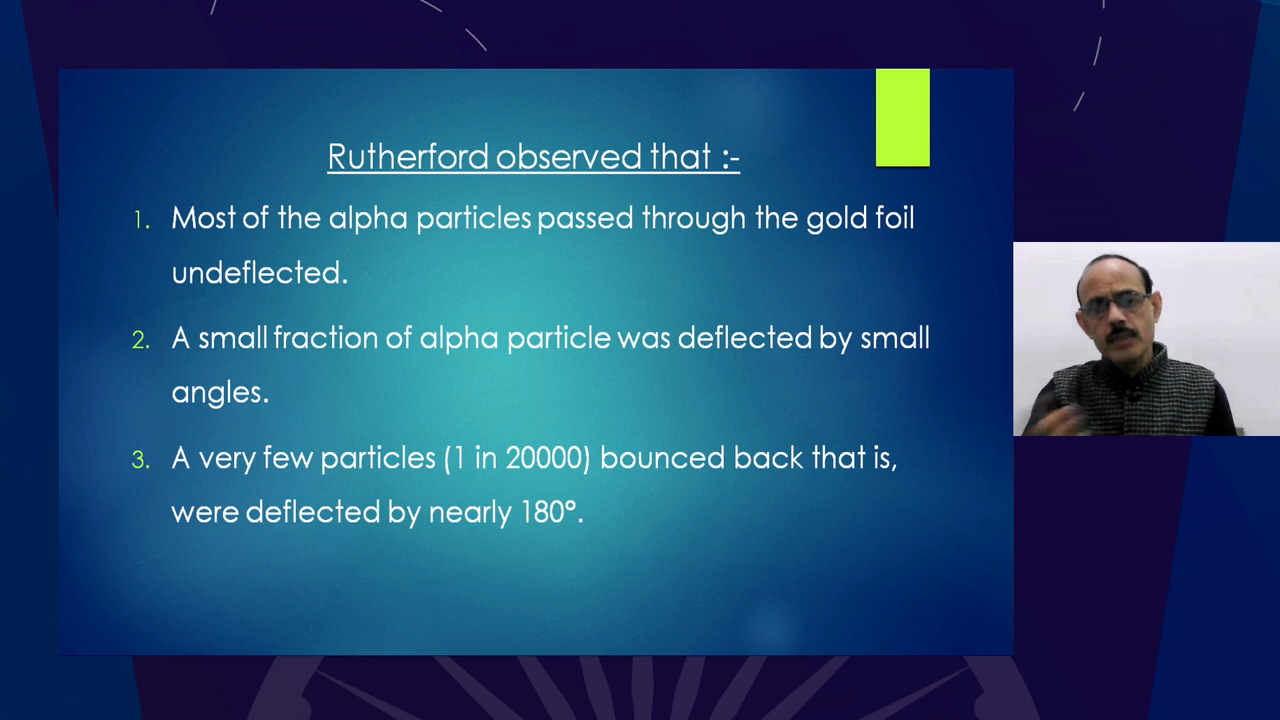 Rutherford observed that :-
1. Most of the alpha particles passed through the gold foil
undeflected.
2. A small fraction of alpha particle was deflected by small
angles.
3. A very few particles (1 in 20000) bounced back that is,
were deflected by nearly 180°.